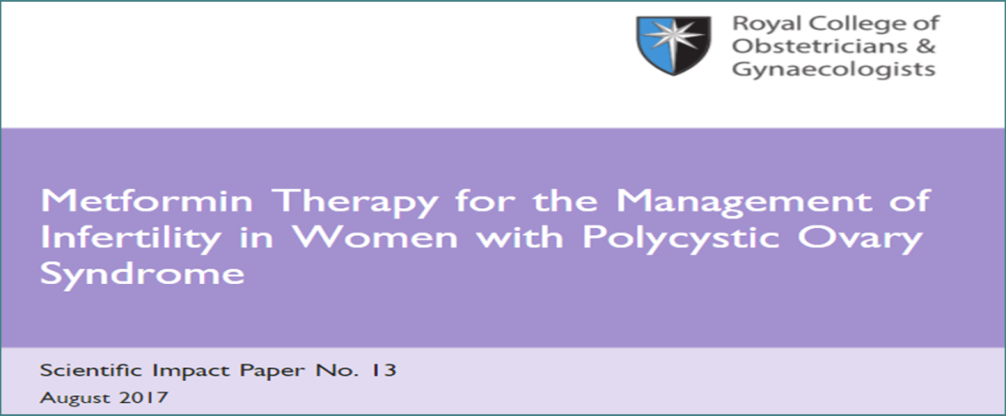 Royal College of
Obstetricians &
Gynaecologists
Metformin Therapy for the Management of
Infertility in Women with Polycystic Ovary
Syndrome
Scientific Impact Paper No. 13
August 2017